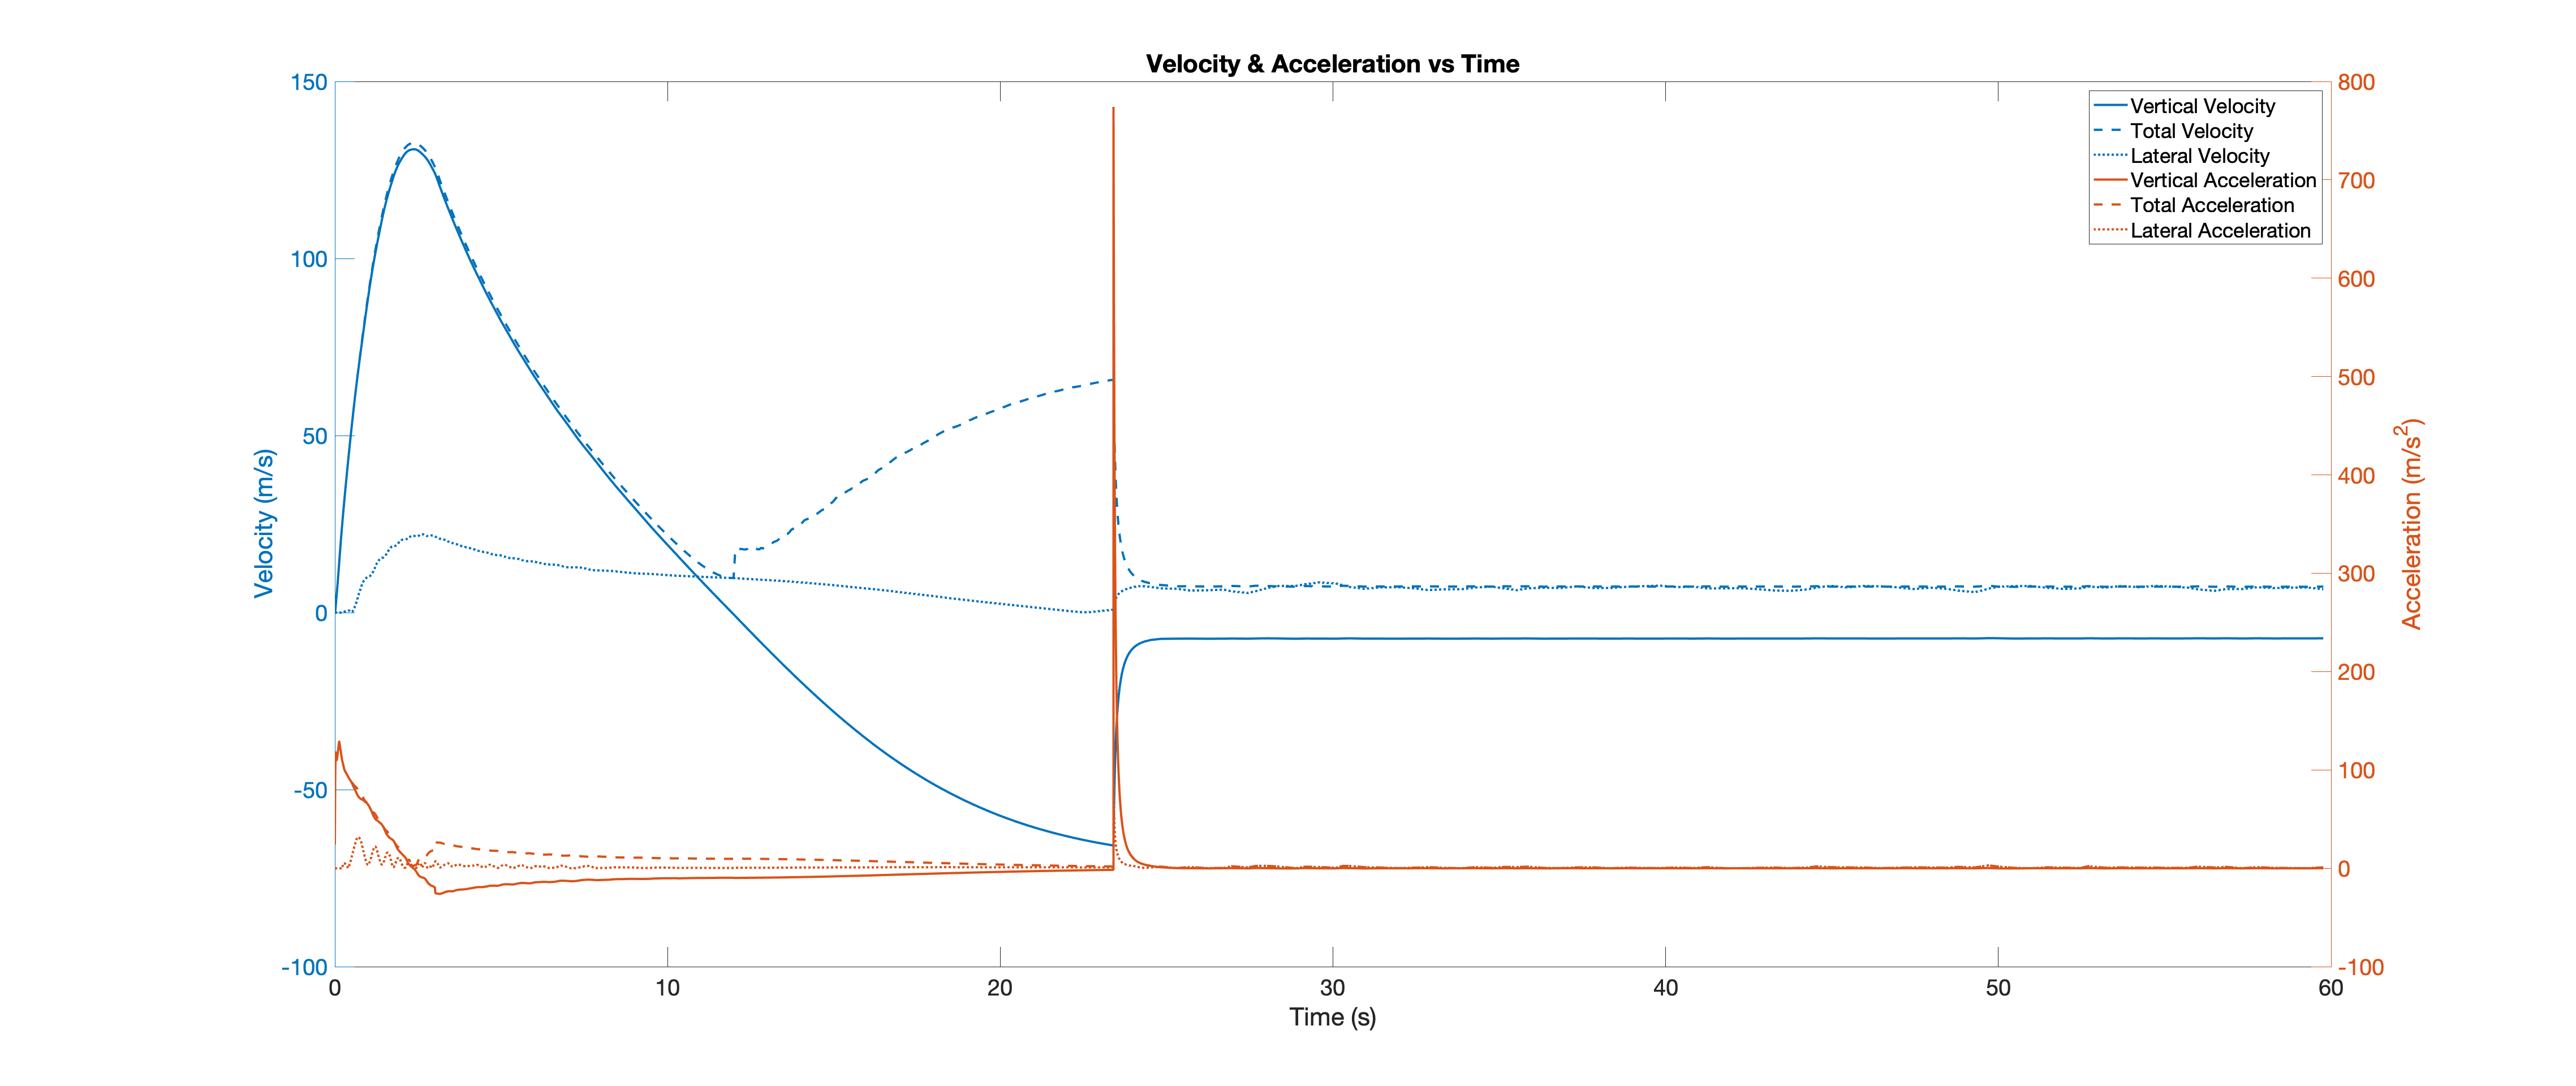 Velocity & Acceleration vs Time
150
100
50
0
-50
-100
Velocity (m/s)
800
700
600
500
400
300
200
100
0
-100
Acceleration (m/s²)
Vertical Velocity
Total Velocity
Lateral Velocity
Vertical Acceleration
Total Acceleration
Lateral Acceleration
0 10 20 30 40 50 60
Time (s)